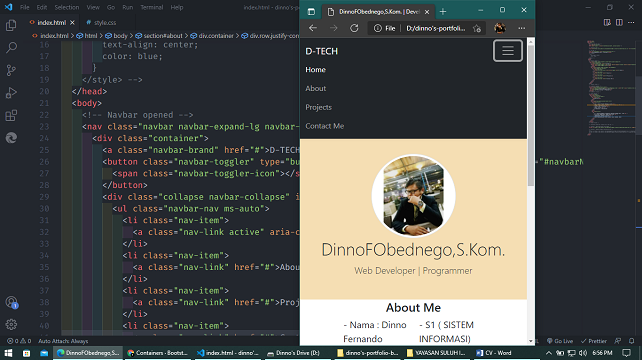 File Edit Selection View Go Run Terminal Help
index.html
style.css
index.html > html > body > section#about > div.container > div.row.justify-con
16 text-align: center;
17 color: blue;
18 }
19 </style> -->
20 </head>
21 <body>
22 <!-- Navbar opened -->
23 <nav class="navbar navbar-expand-lg navbar-
24 <div class="container">
25 <a class="navbar-brand" href="#">D-TECH
26 <button class="navbar-toggler" type="bu
="#navbarN
27 <span class="navbar-toggler-icon"></s
28 </button>
29 <div class="collapse navbar-collapse" i
30 <ul class="navbar-nav ms-auto">
31 <li class="nav-item">
32 <a class="nav-link active" aria-c
33 </li>
34 <li class="nav-item">
35 <a class="nav-link" href="#">Abou
36 </li>
37 <li class="nav-item">
38 <a class="nav-link" href="#">Proj
39 </li>
40 <li class="nav-item">
DinnoFObednego,S.Kom. | Devel
File
D:/dinno's-portfolio...
D-TECH
Home
About
Projects
Contact Me
DinnoFObednego,S.Kom.
Web Developer | Programmer
About Me
- Nama : Dinno
Fernando
- S1 ( SISTEM
INFORMASI)
0 0 Auto Attach: Always
Go Live
Prettier
DinnoFObednego,S...
Containers · Bootst...
index.html - dinno'...
Dinno's Drive (D:)
dinno's-portfolio-b...
YAYASAN SULUH I...
CV - Word
6:56 PM